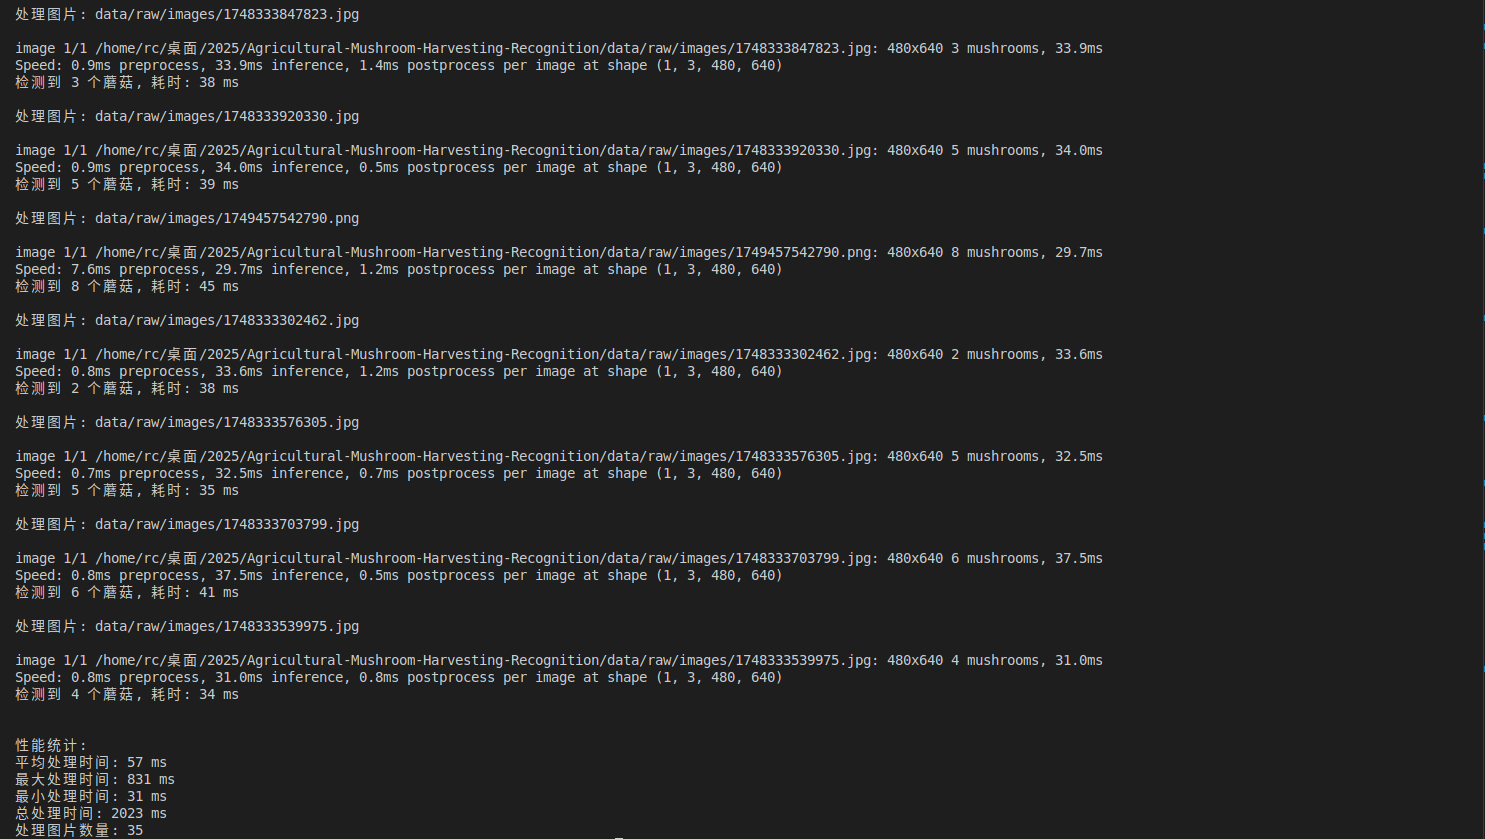 处理图片: data/raw/images/1748333847823.jpg
image 1/1 /home/rc/桌面/2025/Agricultural-Mushroom-Harvesting-Recognition/data/raw/images/1748333847823.jpg: 480x640 3 mushrooms, 33.9ms
Speed: 0.9ms preprocess, 33.9ms inference, 1.4ms postprocess per image at shape (1, 3, 480, 640)
检测到 3 个蘑菇, 耗时: 38 ms
处理图片: data/raw/images/1748333920330.jpg
image 1/1 /home/rc/桌面/2025/Agricultural-Mushroom-Harvesting-Recognition/data/raw/images/1748333920330.jpg: 480x640 5 mushrooms, 34.0ms
Speed: 0.9ms preprocess, 34.0ms inference, 0.5ms postprocess per image at shape (1, 3, 480, 640)
检测到 5 个蘑菇, 耗时: 39 ms
处理图片: data/raw/images/1749457542790.png
image 1/1 /home/rc/桌面/2025/Agricultural-Mushroom-Harvesting-Recognition/data/raw/images/1749457542790.png: 480x640 8 mushrooms, 29.7ms
Speed: 7.6ms preprocess, 29.7ms inference, 1.2ms postprocess per image at shape (1, 3, 480, 640)
检测到 8 个蘑菇, 耗时: 45 ms
处理图片: data/raw/images/1748333302462.jpg
image 1/1 /home/rc/桌面/2025/Agricultural-Mushroom-Harvesting-Recognition/data/raw/images/1748333302462.jpg: 480x640 2 mushrooms, 33.6ms
Speed: 0.8ms preprocess, 33.6ms inference, 1.2ms postprocess per image at shape (1, 3, 480, 640)
检测到 2 个蘑菇, 耗时: 38 ms
处理图片: data/raw/images/1748333576305.jpg
image 1/1 /home/rc/桌面/2025/Agricultural-Mushroom-Harvesting-Recognition/data/raw/images/1748333576305.jpg: 480x640 5 mushrooms, 32.5ms
Speed: 0.7ms preprocess, 32.5ms inference, 0.7ms postprocess per image at shape (1, 3, 480, 640)
检测到 5 个蘑菇, 耗时: 35 ms
处理图片: data/raw/images/1748333703799.jpg
image 1/1 /home/rc/桌面/2025/Agricultural-Mushroom-Harvesting-Recognition/data/raw/images/1748333703799.jpg: 480x640 6 mushrooms, 37.5ms
Speed: 0.8ms preprocess, 37.5ms inference, 0.5ms postprocess per image at shape (1, 3, 480, 640)
检测到 6 个蘑菇, 耗时: 41 ms
处理图片: data/raw/images/1748333539975.jpg
image 1/1 /home/rc/桌面/2025/Agricultural-Mushroom-Harvesting-Recognition/data/raw/images/1748333539975.jpg: 480x640 4 mushrooms, 31.0ms
Speed: 0.8ms preprocess, 31.0ms inference, 0.8ms postprocess per image at shape (1, 3, 480, 640)
检测到 4 个蘑菇, 耗时: 34 ms
性能统计:
平均处理时间: 57 ms
最大处理时间: 831 ms
最小处理时间: 31 ms
总处理时间: 2023 ms
处理图片数量: 35